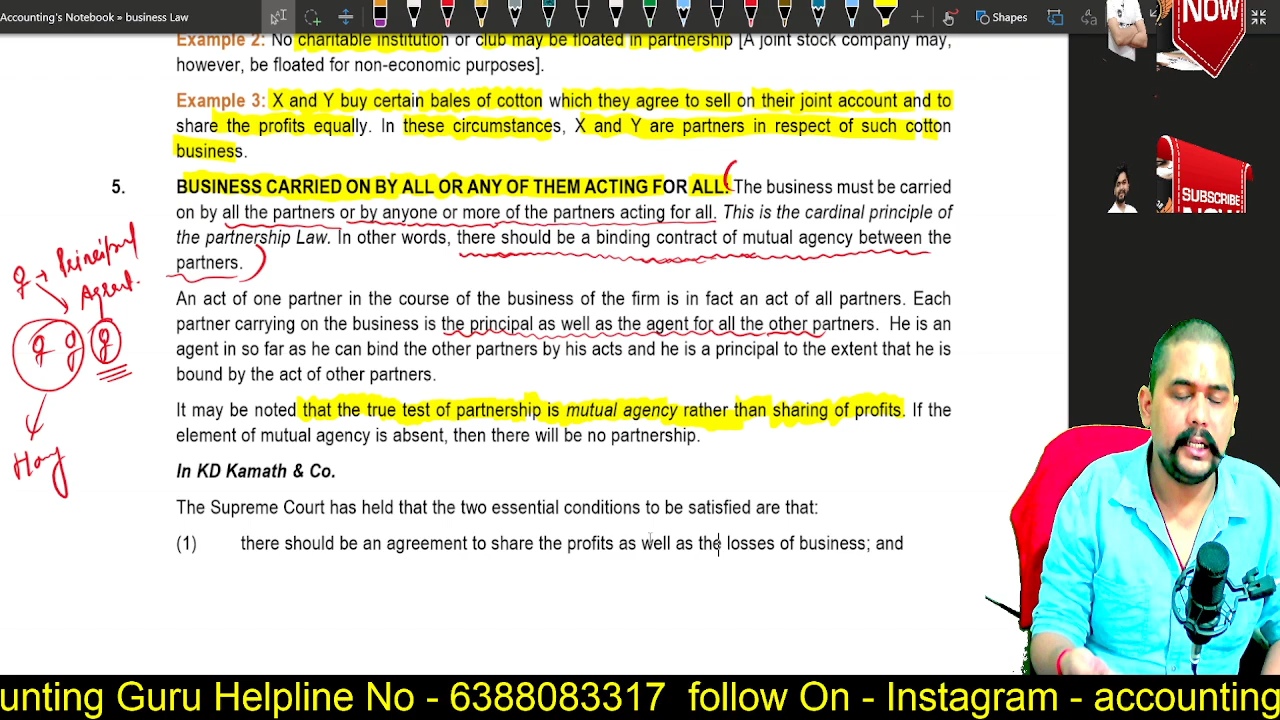 Accounting's Notebook » business Law
Shapes
NOW
Example 2: No charitable institution or club may be floated in partnership [A joint stock company may,
however, be floated for non-economic purposes].
Example 3: X and Y buy certain bales of cotton which they agree to sell on their joint account and to
share the profits equally. In these circumstances, X and Y are partners in respect of such cotton
business.
SUBSCRIBE
NOW
5. BUSINESS CARRIED ON BY ALL OR ANY OF THEM ACTING FOR ALL: The business must be carried
on by all the partners or by anyone or more of the partners acting for all. This is the cardinal principle of
the partnership Law. In other words, there should be a binding contract of mutual agency between the
partners.
Principal
Agent.
An act of one partner in the course of the business of the firm is in fact an act of all partners. Each
partner carrying on the business is the principal as well as the agent for all the other partners. He is an
agent in so far as he can bind the other partners by his acts and he is a principal to the extent that he is
bound by the act of other partners.
It may be noted that the true test of partnership is mutual agency rather than sharing of profits. If the
element of mutual agency is absent, then there will be no partnership.
In KD Kamath & Co.
The Supreme Court has held that the two essential conditions to be satisfied are that:
(1) there should be an agreement to share the profits as well as the losses of business; and
unting Guru Helpline No - 6388083317 follow On - Instagram - accounting